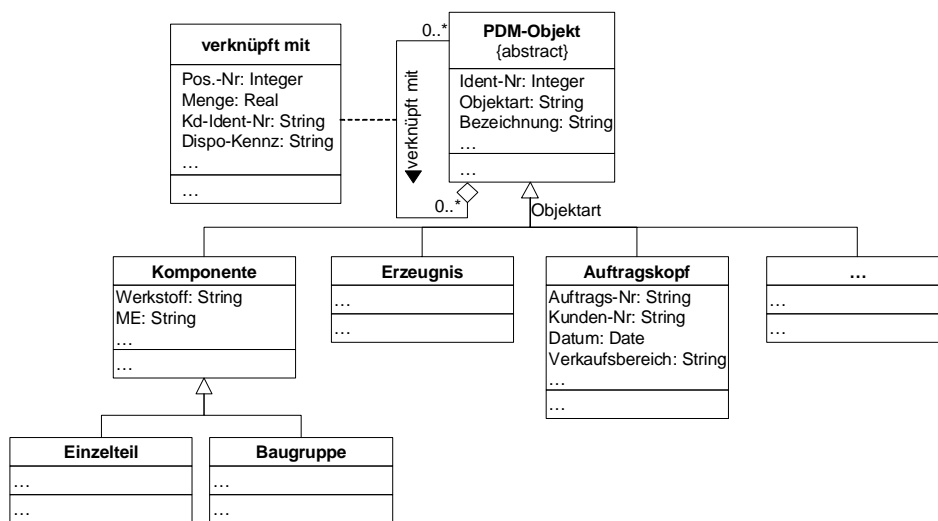 verknüpft mit
Pos.-Nr: Integer
Menge: Real
Kd-Ident-Nr: String
Dispo-Kennz: String
…
…
0..*
verknüpft mit
0..*
PDM-Objekt
{abstract}
Ident-Nr: Integer
Objektart: String
Bezeichnung: String
…
…
Objektart
Komponente
Werkstoff: String
ME: String
…
…
Erzeugnis
…
…
Auftragskopf
Auftrags-Nr: String
Kunden-Nr: String
Datum: Date
Verkaufsbereich: String
…
…
…
…
…
Einzelteil
…
…
Baugruppe
…
…